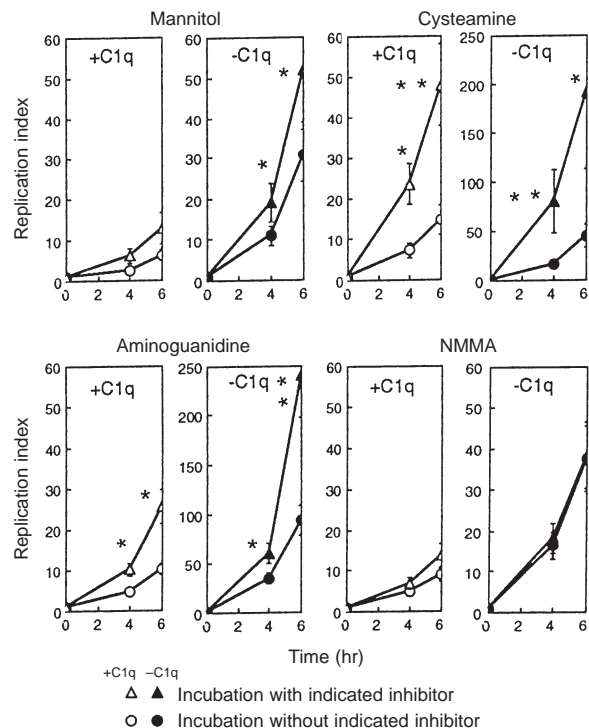 Mannitol
Replication index
60
50
40
30
20
10
0
+C1q
0 2 4 6
60
50
40
30
20
10
0
-C1q
*
*
0 2 4 6
Cysteamine
60
50
40
30
20
10
0
+C1q
* *
*
0 2 4 6
250
200
150
100
50
0
-C1q
*
* *
0 2 4 6
Aminoguanidine
Replication index
60
50
40
30
20
10
0
+C1q
*
*
0 2 4 6
250
200
150
100
50
0
-C1q *
*
*
0 2 4 6
NMMA
60
50
40
30
20
10
0
+C1q
0 2 4 6
60
50
40
30
20
10
0
-C1q
0 2 4 6
Time (hr)
+C1q –C1q
△ ▲ Incubation with indicated inhibitor
○ ● Incubation without indicated inhibitor